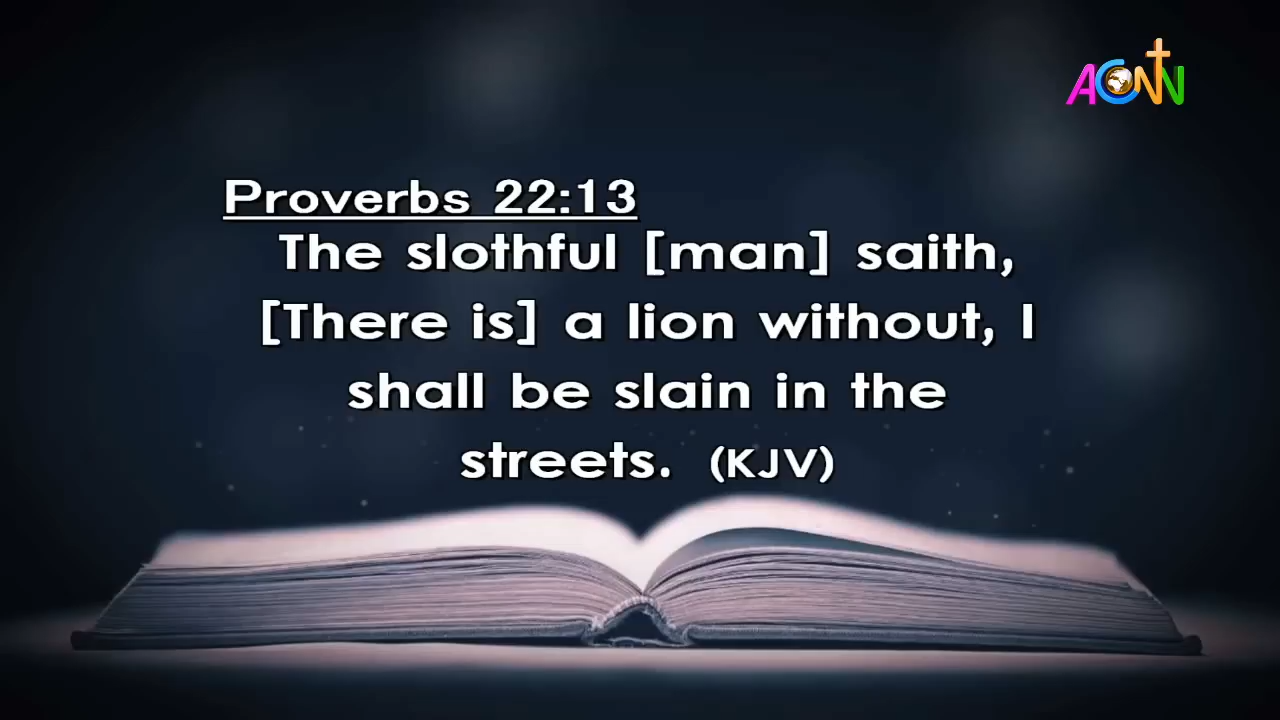 ACNN
Proverbs 22:13
The slothful [man] saith,
[There is] a lion without, I
shall be slain in the
streets. (KJV)